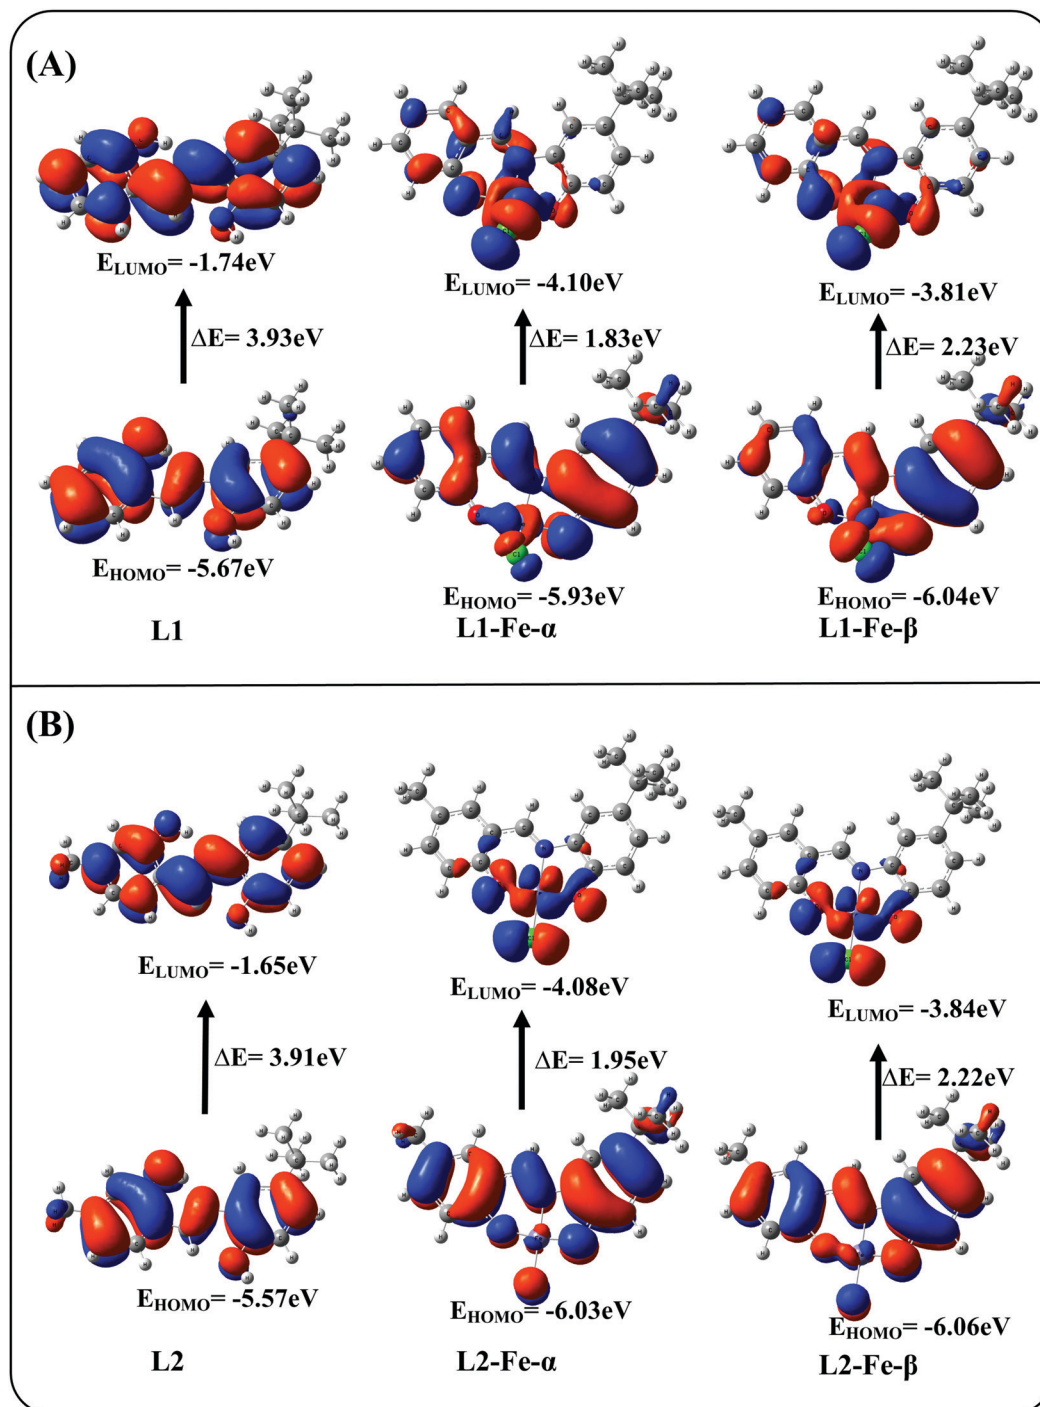 (A)
E_LUMO= -1.74eV
E_LUMO= -4.10eV
E_LUMO= -3.81eV
ΔE= 3.93eV
ΔE= 1.83eV
ΔE= 2.23eV
E_HOMO= -5.67eV
E_HOMO= -5.93eV
E_HOMO= -6.04eV
L1
L1-Fe-α
L1-Fe-β
(B)
E_LUMO= -1.65eV
E_LUMO= -4.08eV
E_LUMO= -3.84eV
ΔE= 3.91eV
ΔE= 1.95eV
ΔE= 2.22eV
E_HOMO= -5.57eV
E_HOMO= -6.03eV
E_HOMO= -6.06eV
L2
L2-Fe-α
L2-Fe-β